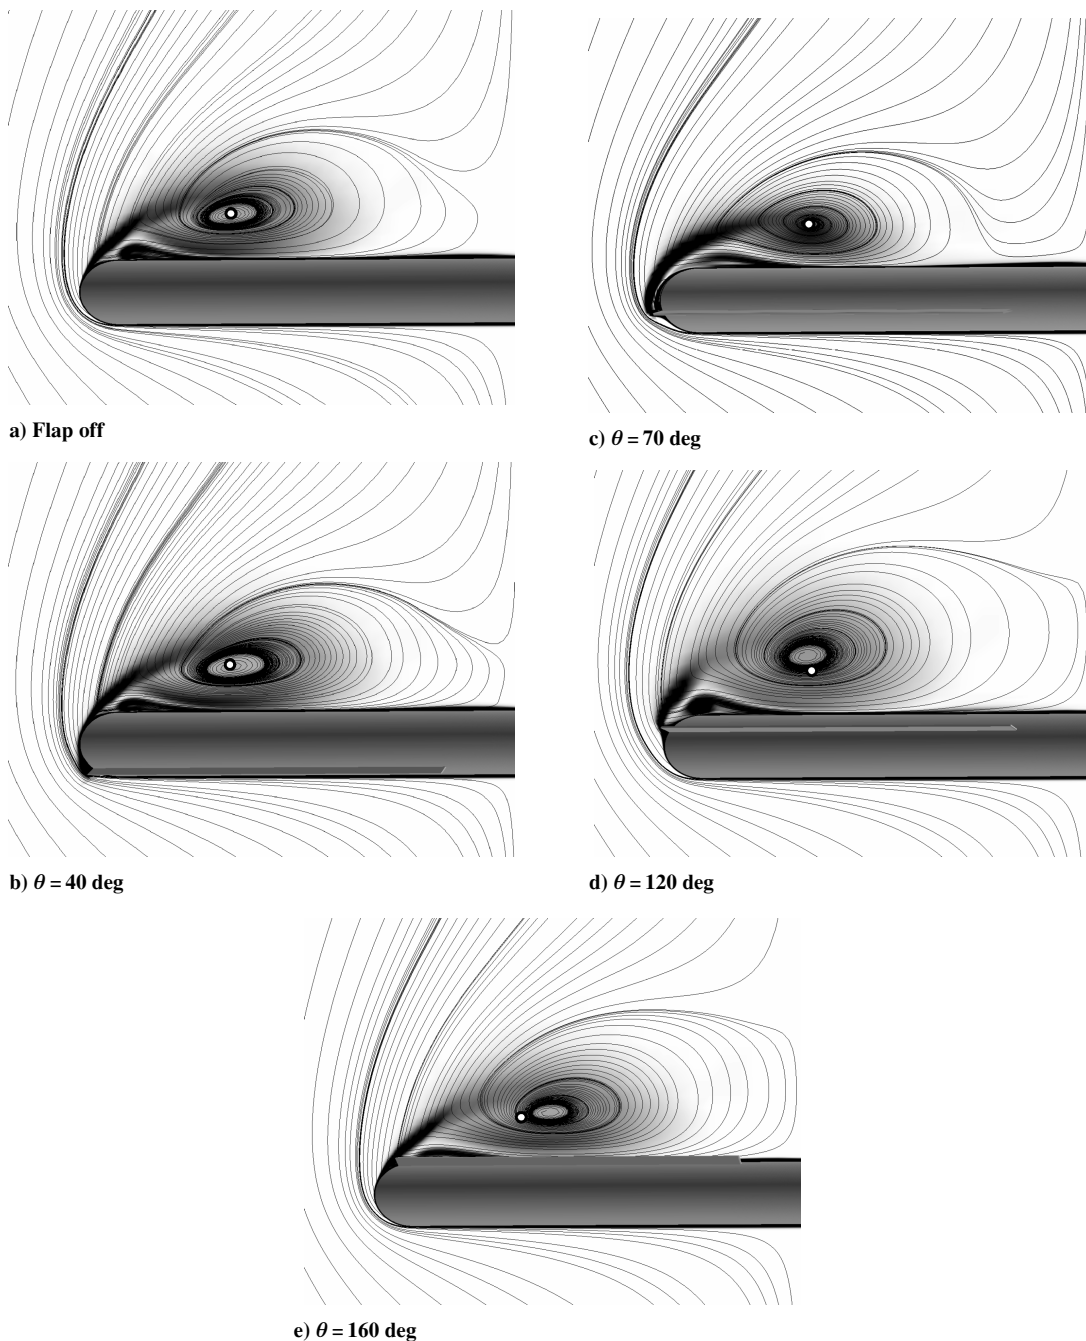 a) Flap off
c) θ = 70 deg
b) θ = 40 deg
d) θ = 120 deg
e) θ = 160 deg